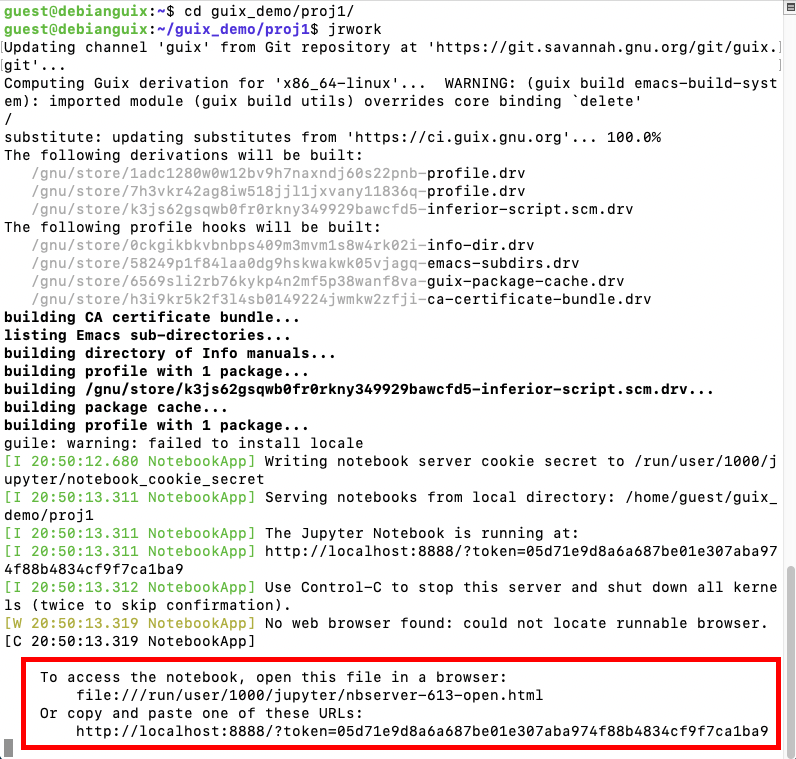 guest@debianguix:~$ cd guix_demo/proj1/
guest@debianguix:~/guix_demo/proj1$ jrwork
Updating channel 'guix' from Git repository at 'https://git.savannah.gnu.org/git/guix.
git'...
Computing Guix derivation for 'x86_64-linux'...  WARNING: (guix build emacs-build-syst
em): imported module (guix build utils) overrides core binding `delete'
/
substitute: updating substitutes from 'https://ci.guix.gnu.org'... 100.0%
The following derivations will be built:
   /gnu/store/1adc1280w0w12bv9h7naxndj60s22pnb-profile.drv
   /gnu/store/7h3vkr42ag8iw518jjl1jxvany11836q-profile.drv
   /gnu/store/k3js62gsqwb0fr0rkny349929bawcfd5-inferior-script.scm.drv
The following profile hooks will be built:
   /gnu/store/0ckgikbkvbnbps409m3mvm1s8w4rk02i-info-dir.drv
   /gnu/store/58249p1f84laa0dg9hskwakwk05vjagq-emacs-subdirs.drv
   /gnu/store/6569sli2rb76kykp4n2mf5p38wanf8va-guix-package-cache.drv
   /gnu/store/h3i9kr5k2f3l4sb0149224jwmkw2zfji-ca-certificate-bundle.drv
building CA certificate bundle...
listing Emacs sub-directories...
building directory of Info manuals...
building profile with 1 package...
building /gnu/store/k3js62gsqwb0fr0rkny349929bawcfd5-inferior-script.scm.drv...
building package cache...
building profile with 1 package...
guile: warning: failed to install locale
[I 20:50:12.680 NotebookApp] Writing notebook server cookie secret to /run/user/1000/j
upyter/notebook_cookie_secret
[I 20:50:13.311 NotebookApp] Serving notebooks from local directory: /home/guest/guix_
demo/proj1
[I 20:50:13.311 NotebookApp] The Jupyter Notebook is running at:
[I 20:50:13.311 NotebookApp] http://localhost:8888/?token=05d71e9d8a6a687be01e307aba97
4f88b4834cf9f7ca1ba9
[I 20:50:13.312 NotebookApp] Use Control-C to stop this server and shut down all kerne
ls (twice to skip confirmation).
[W 20:50:13.319 NotebookApp] No web browser found: could not locate runnable browser.
[C 20:50:13.319 NotebookApp]
    To access the notebook, open this file in a browser:
        file:///run/user/1000/jupyter/nbserver-613-open.html
    Or copy and paste one of these URLs:
        http://localhost:8888/?token=05d71e9d8a6a687be01e307aba974f88b4834cf9f7ca1ba9